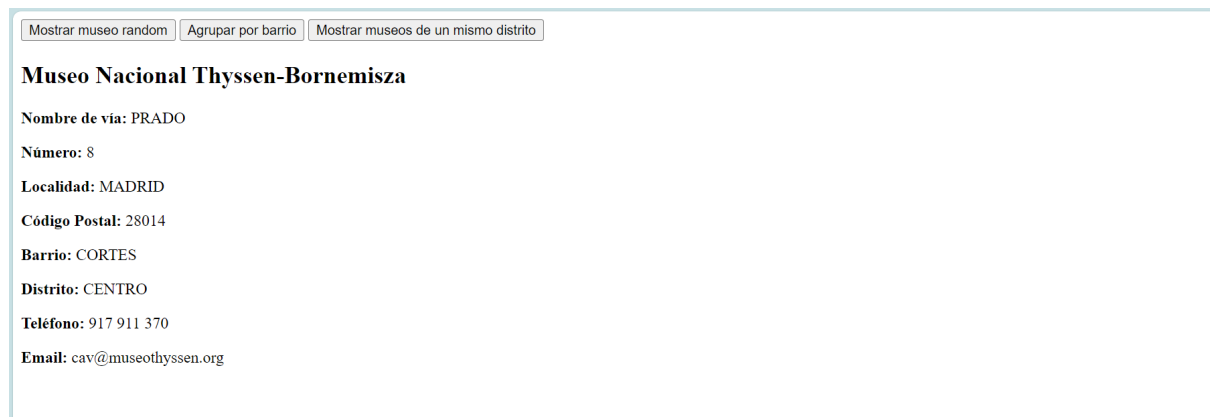 Mostrar museo random Agrupar por barrio Mostrar museos de un mismo distrito
Museo Nacional Thyssen-Bornemisza
Nombre de vía: PRADO
Número: 8
Localidad: MADRID
Código Postal: 28014
Barrio: CORTES
Distrito: CENTRO
Teléfono: 917 911 370
Email: cav@museothyssen.org